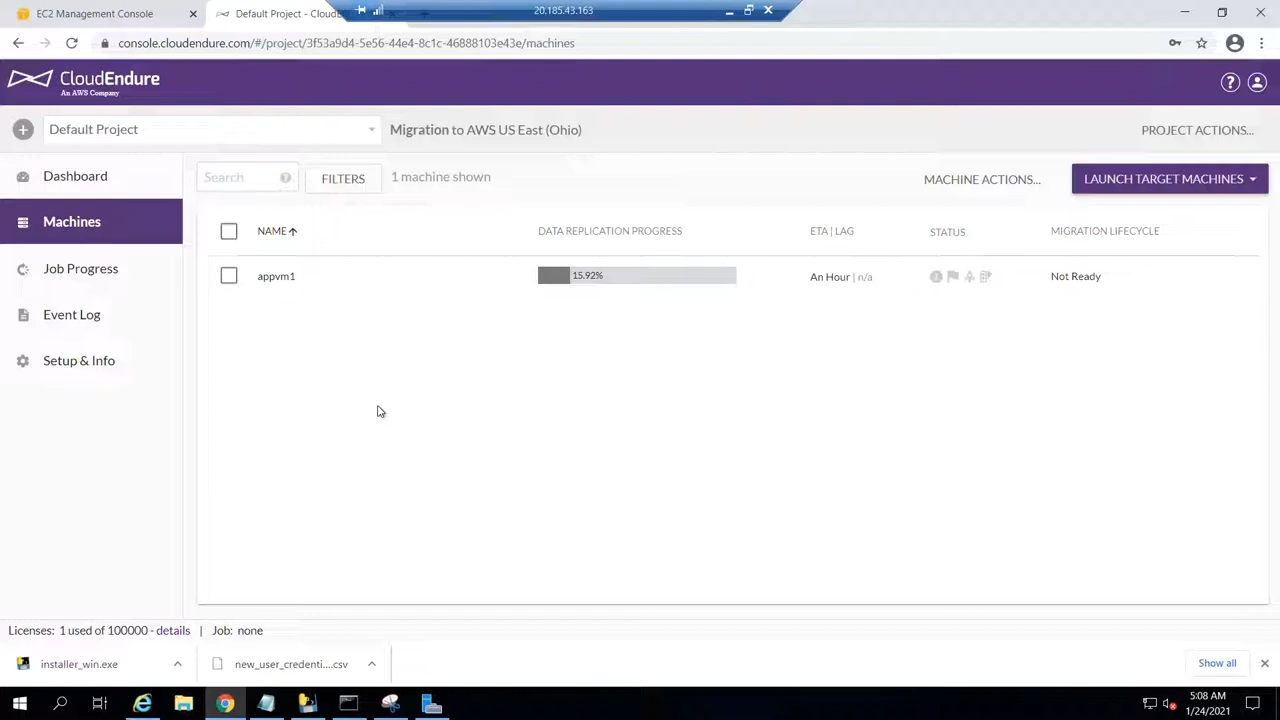 EC2 Management Console
Default Project - CloudEnd
20.185.43.163
console.cloudendure.com/#/project/3f53a9d4-5e56-44e4-8c1c-46888103e43e/machines
CloudEndure
An AWS Company
Default Project
Migration to AWS US East (Ohio)
PROJECT ACTIONS...
Dashboard
Machines
Job Progress
Event Log
Setup & Info
Search
FILTERS
1 machine shown
MACHINE ACTIONS...
LAUNCH TARGET MACHINES
NAME
DATA REPLICATION PROGRESS
ETA | LAG
STATUS
MIGRATION LIFECYCLE
appvm1
15.92%
An Hour | n/a
Not Ready
Licenses: 1 used of 100000 - details | Job: none
installer_win.exe
new_user_credenti....csv
Show all
5:08 AM
1/24/2021